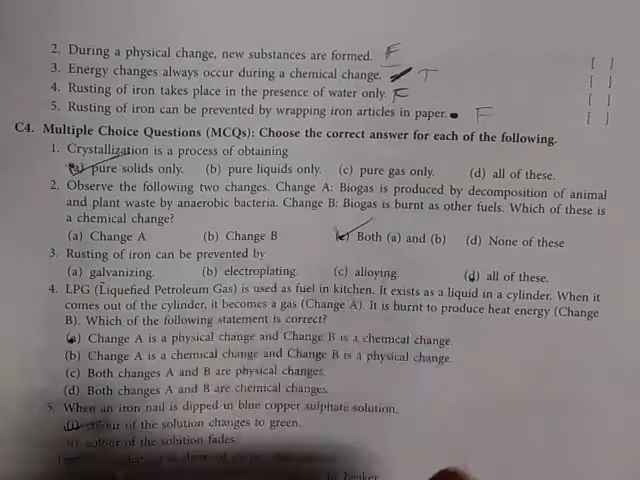 2. During a physical change, new substances are formed. F [ ]
3. Energy changes always occur during a chemical change. T [ ]
4. Rusting of iron takes place in the presence of water only. F [ ]
5. Rusting of iron can be prevented by wrapping iron articles in paper. F [ ]
C4. Multiple Choice Questions (MCQs): Choose the correct answer for each of the following.
1. Crystallization is a process of obtaining
(a) pure solids only. (b) pure liquids only. (c) pure gas only. (d) all of these.
2. Observe the following two changes. Change A: Biogas is produced by decomposition of animal
and plant waste by anaerobic bacteria. Change B: Biogas is burnt as other fuels. Which of these is
a chemical change?
(a) Change A (b) Change B (c) Both (a) and (b) (d) None of these
3. Rusting of iron can be prevented by
(a) galvanizing. (b) electroplating. (c) alloying. (d) all of these.
4. LPG (Liquefied Petroleum Gas) is used as fuel in kitchen. It exists as a liquid in a cylinder. When it
comes out of the cylinder, it becomes a gas (Change A). It is burnt to produce heat energy (Change
B). Which of the following statement is correct?
(a) Change A is a physical change and Change B is a chemical change.
(b) Change A is a chemical change and Change B is a physical change.
(c) Both changes A and B are physical changes.
(d) Both changes A and B are chemical changes.
5. When an iron nail is dipped in blue copper sulphate solution,
(i) colour of the solution changes to green.
colour of the solution fades.
beaker